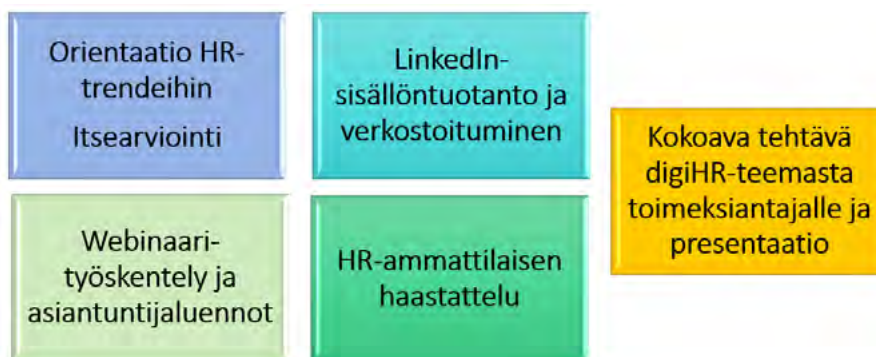 Orientaatio HR-
trendeihin
Itsearviointi
LinkedIn-
sisällöntuotanto ja
verkostoituminen
Webinaari-
työskentely ja
asiantuntijaluennot
HR-ammattilaisen
haastattelu
Kokoava tehtävä
digiHR-teemasta
toimeksiantajalle ja
presentaatio